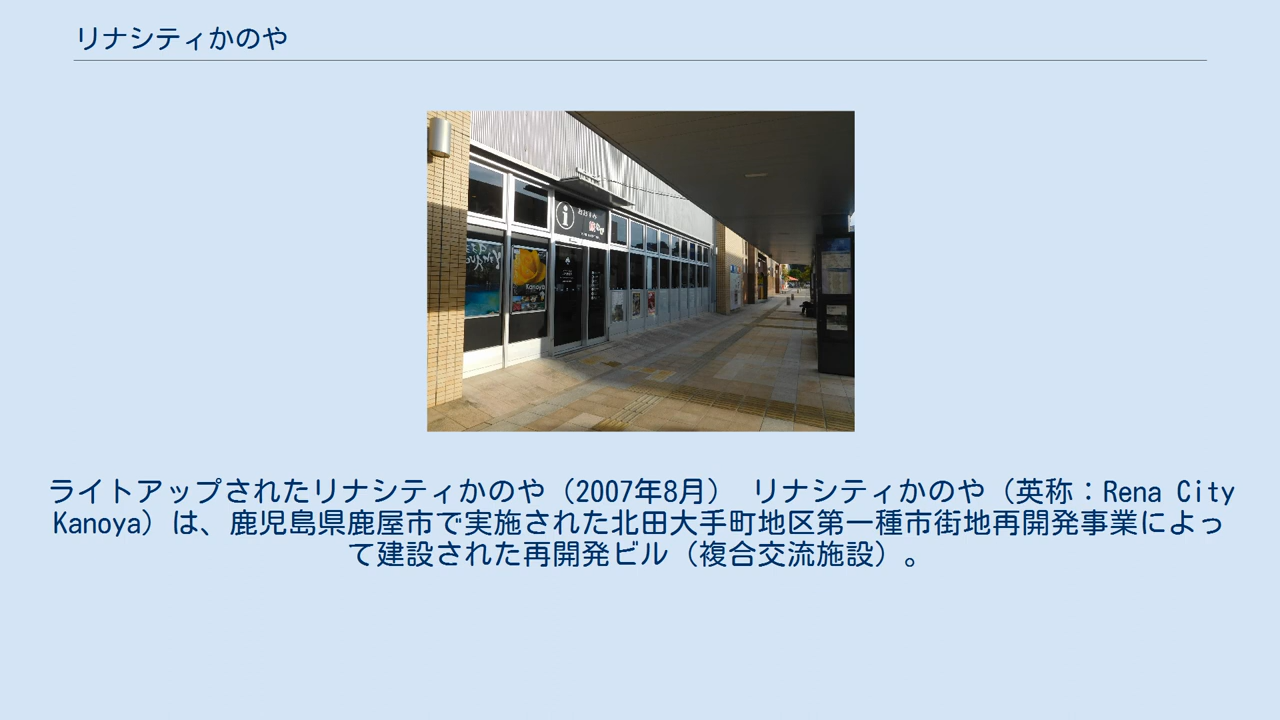 リナシティかのや
i
おおすみ
Kanoya
ライトアップされたリナシティかのや（2007年8月） リナシティかのや（英称：Rena City
Kanoya）は、鹿児島県鹿屋市で実施された北田大手町地区第一種市街地再開発事業によっ
て建設された再開発ビル（複合交流施設）。